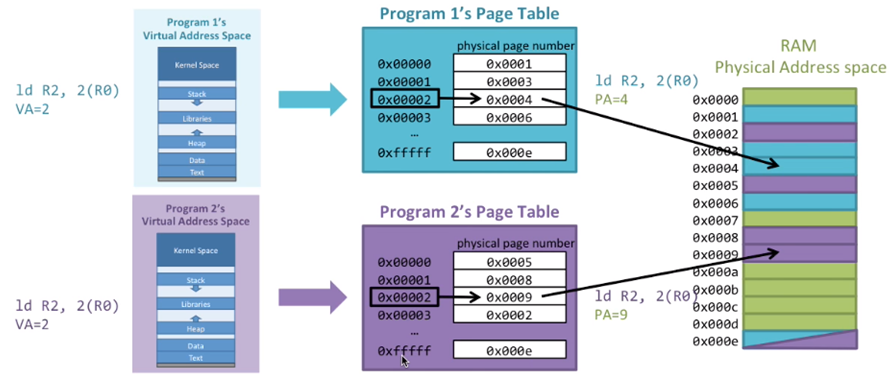 Program 1's
Virtual Address Space
Kernel Space
Stack
Libraries
Heap
Data
Text
ld R2, 2(R0)
VA=2
Program 1's Page Table
physical page number
0x00000 0x0001
0x00001 0x0003
0x00002 0x0004
0x00003 0x0006
…
0xfffff 0x000e
ld R2, 2(R0)
PA=4
Program 2's
Virtual Address Space
Kernel Space
Stack
Libraries
Heap
Data
Text
ld R2, 2(R0)
VA=2
Program 2's Page Table
physical page number
0x00000 0x0005
0x00001 0x0008
0x00002 0x0009
0x00003 0x0002
…
0xfffff 0x000e
ld R2, 2(R0)
PA=9
RAM
Physical Address space
0x0000
0x0001
0x0002
0x0003
0x0004
0x0005
0x0006
0x0007
0x0008
0x0009
0x000a
0x000b
0x000c
0x000d
0x000e